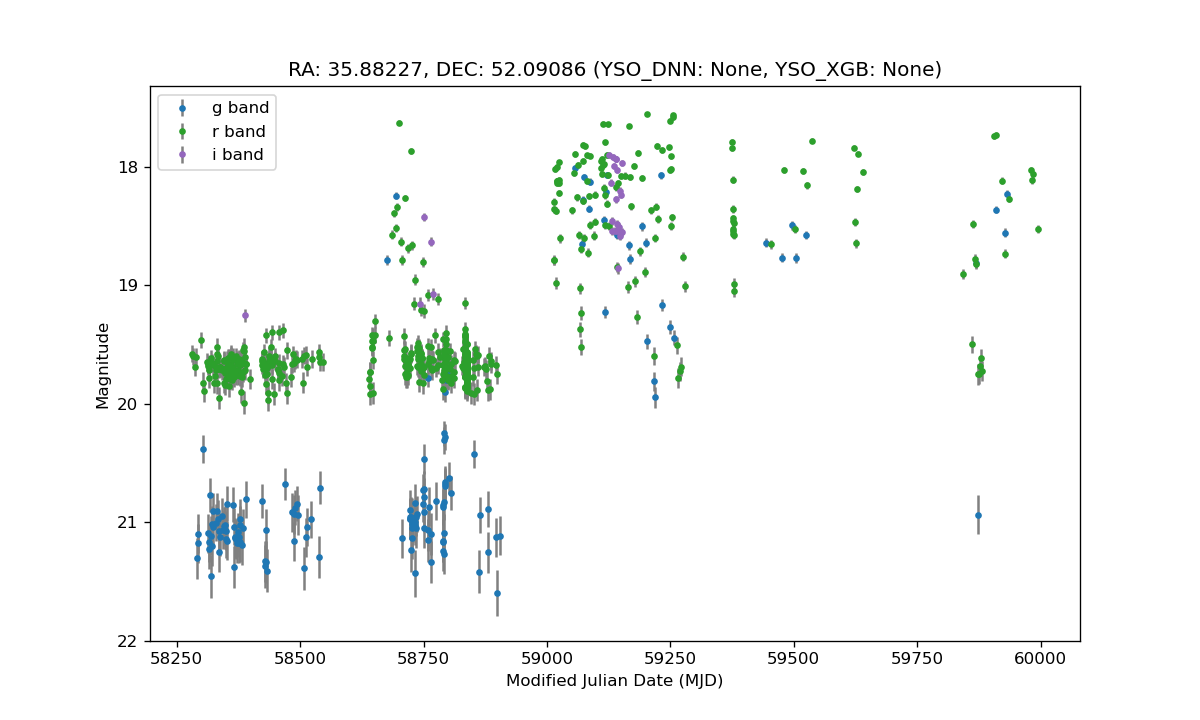 RA: 35.88227, DEC: 52.09086 (YSO_DNN: None, YSO_XGB: None)
g band
r band
i band
18
19
20
21
22
Magnitude
58250 58500 58750 59000 59250 59500 59750 60000
Modified Julian Date (MJD)